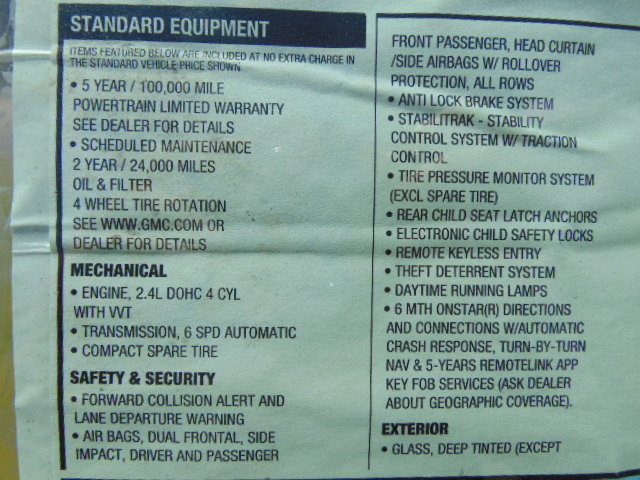 STANDARD EQUIPMENT
ITEMS FEATURED BELOW ARE INCLUDED AT NO EXTRA CHARGE IN
THE STANDARD VEHICLE PRICE SHOWN
• 5 YEAR / 100,000 MILE
POWERTRAIN LIMITED WARRANTY
SEE DEALER FOR DETAILS
• SCHEDULED MAINTENANCE
2 YEAR / 24,000 MILES
OIL & FILTER
4 WHEEL TIRE ROTATION
SEE WWW.GMC.COM OR
DEALER FOR DETAILS
MECHANICAL
• ENGINE, 2.4L DOHC 4 CYL
WITH VVT
• TRANSMISSION, 6 SPD AUTOMATIC
• COMPACT SPARE TIRE
SAFETY & SECURITY
• FORWARD COLLISION ALERT AND
LANE DEPARTURE WARNING
• AIR BAGS, DUAL FRONTAL, SIDE
IMPACT, DRIVER AND PASSENGER
FRONT PASSENGER, HEAD CURTAIN
/SIDE AIRBAGS W/ ROLLOVER
PROTECTION, ALL ROWS
• ANTI LOCK BRAKE SYSTEM
• STABILITRAK - STABILITY
CONTROL SYSTEM W/ TRACTION
CONTROL
• TIRE PRESSURE MONITOR SYSTEM
(EXCL SPARE TIRE)
• REAR CHILD SEAT LATCH ANCHORS
• ELECTRONIC CHILD SAFETY LOCKS
• REMOTE KEYLESS ENTRY
• THEFT DETERRENT SYSTEM
• DAYTIME RUNNING LAMPS
• 6 MTH ONSTAR(R) DIRECTIONS
AND CONNECTIONS W/AUTOMATIC
CRASH RESPONSE, TURN-BY-TURN
NAV & 5-YEARS REMOTELINK APP
KEY FOB SERVICES (ASK DEALER
ABOUT GEOGRAPHIC COVERAGE).
EXTERIOR
• GLASS, DEEP TINTED (EXCEPT